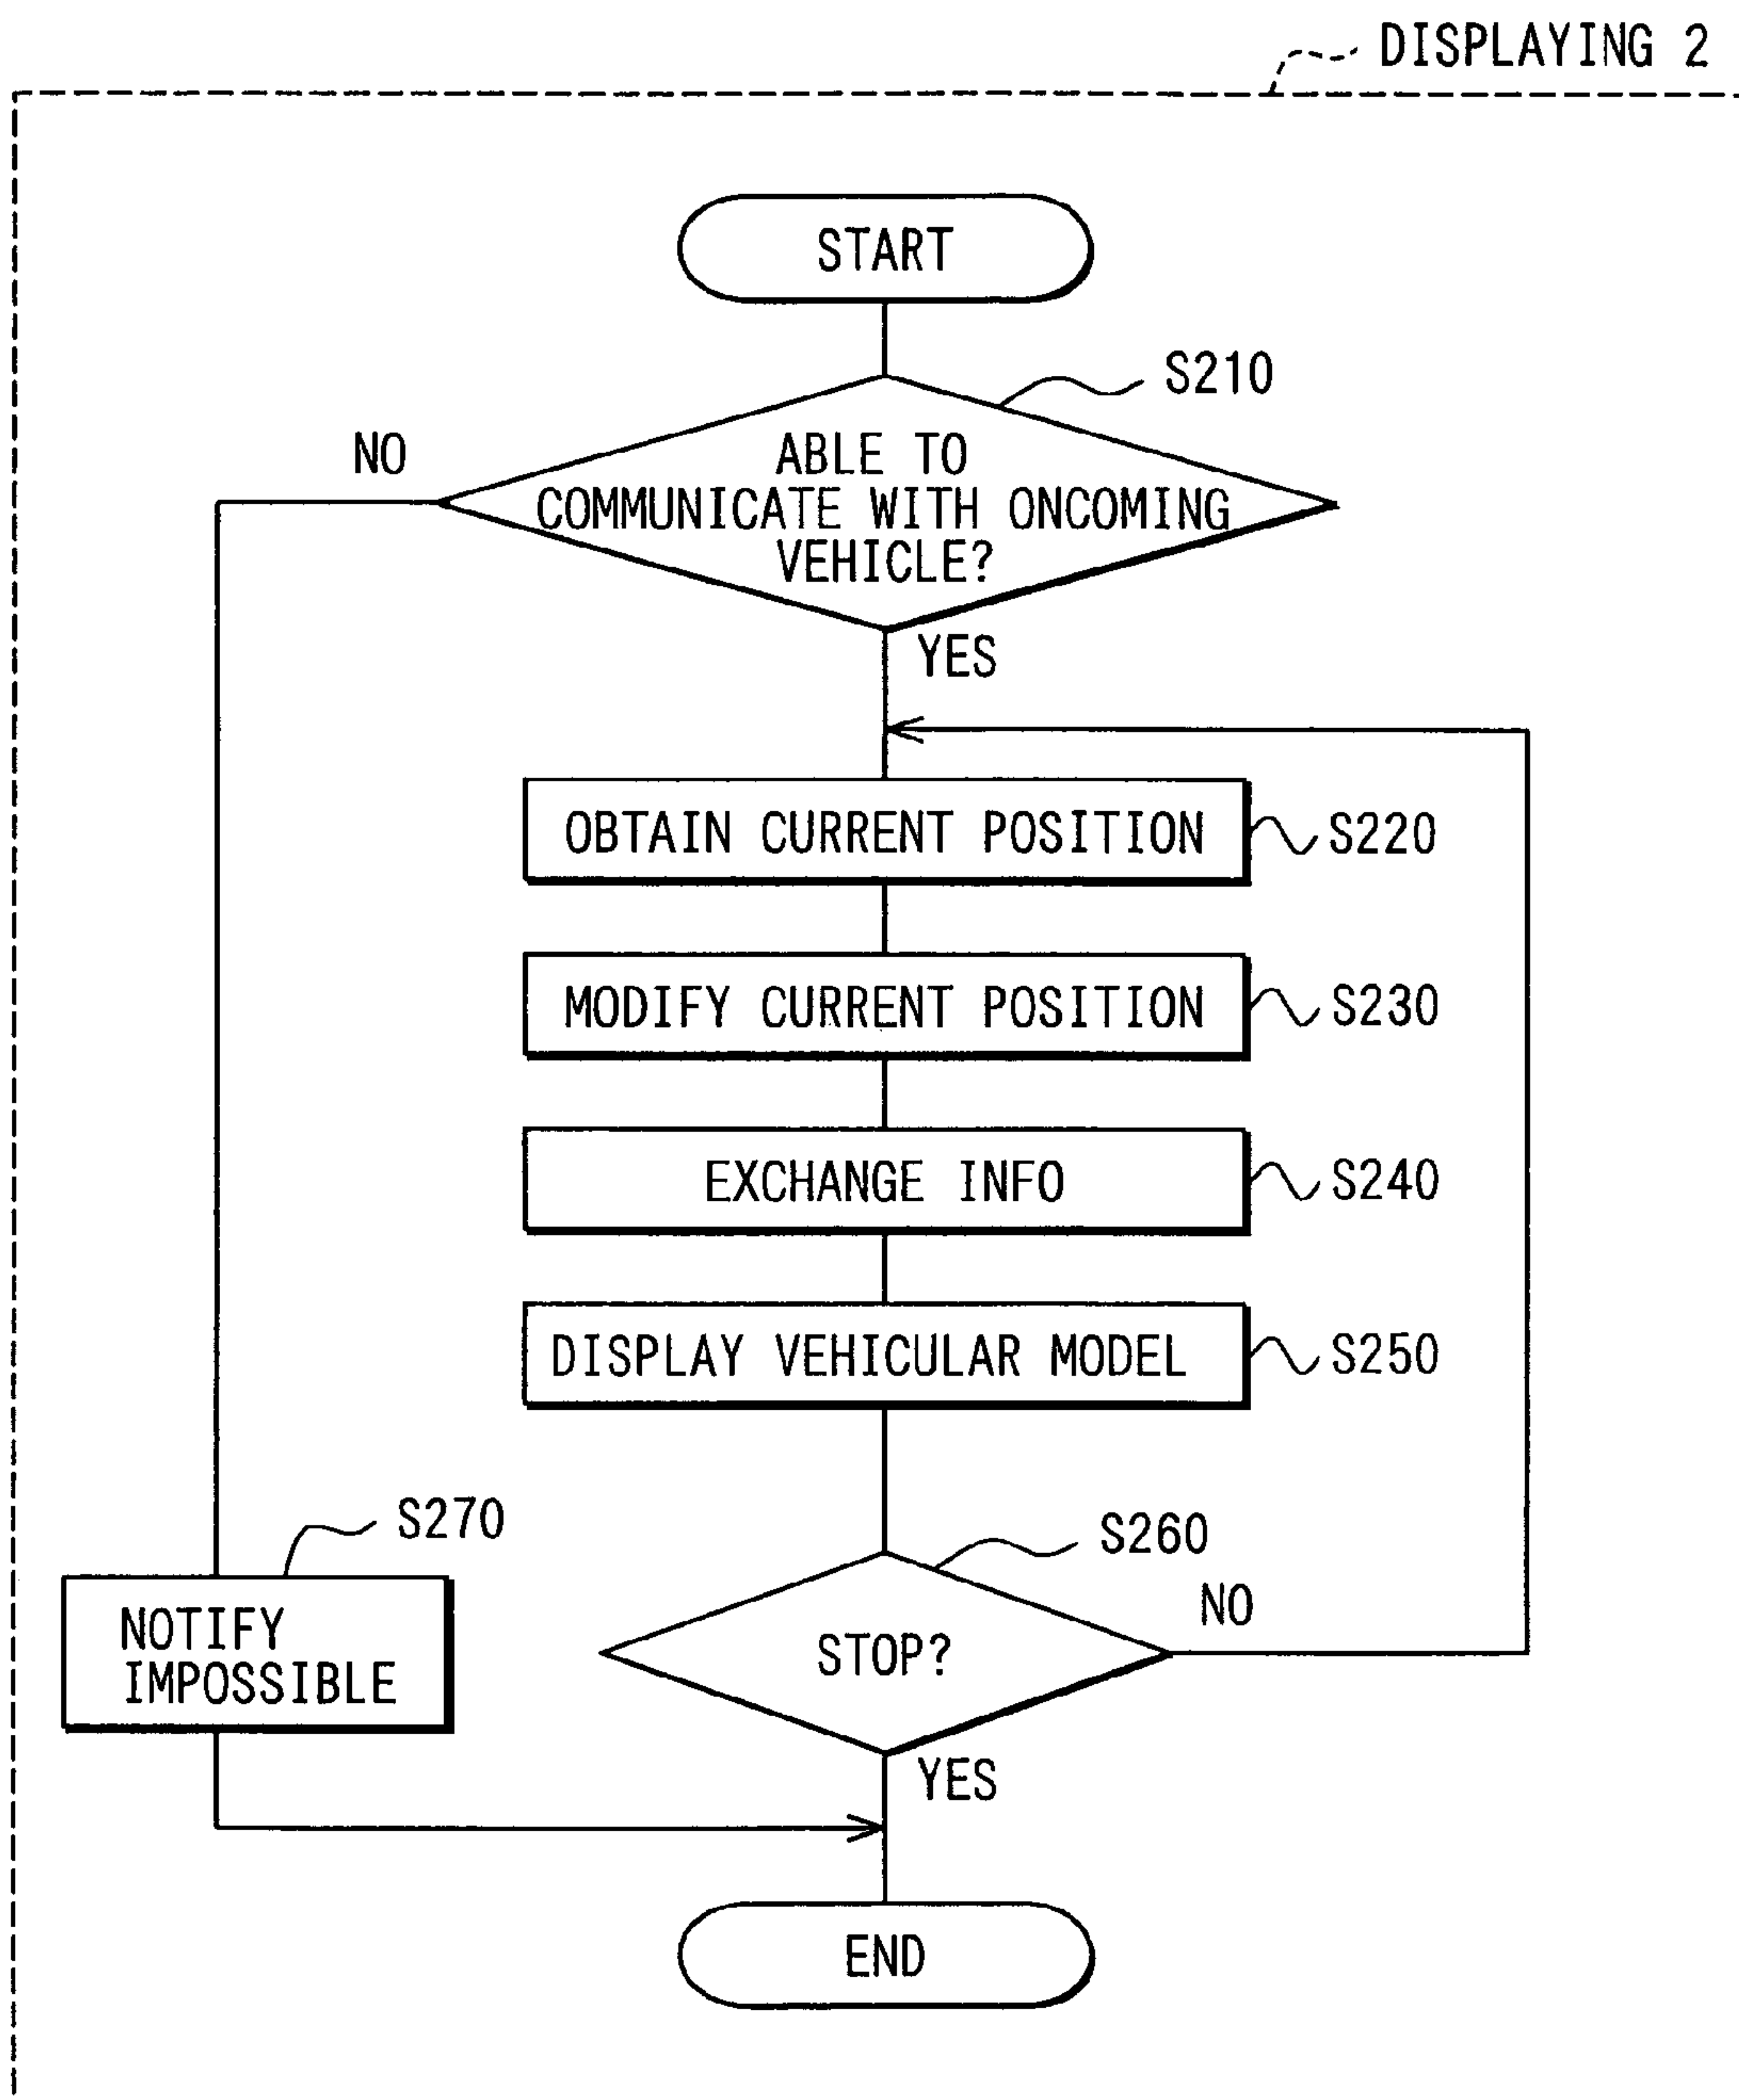 DISPLAYING 2
START
S210
NO
ABLE TO
COMMUNICATE WITH ONCOMING
VEHICLE?
YES
OBTAIN CURRENT POSITION
S220
MODIFY CURRENT POSITION
S230
EXCHANGE INFO
S240
DISPLAY VEHICULAR MODEL
S250
S270
S260
NOTIFY
IMPOSSIBLE
STOP?
NO
YES
END